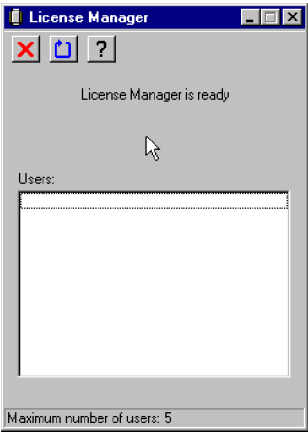 License Manager
?
License Manager is ready
Users:
Maximum number of users: 5